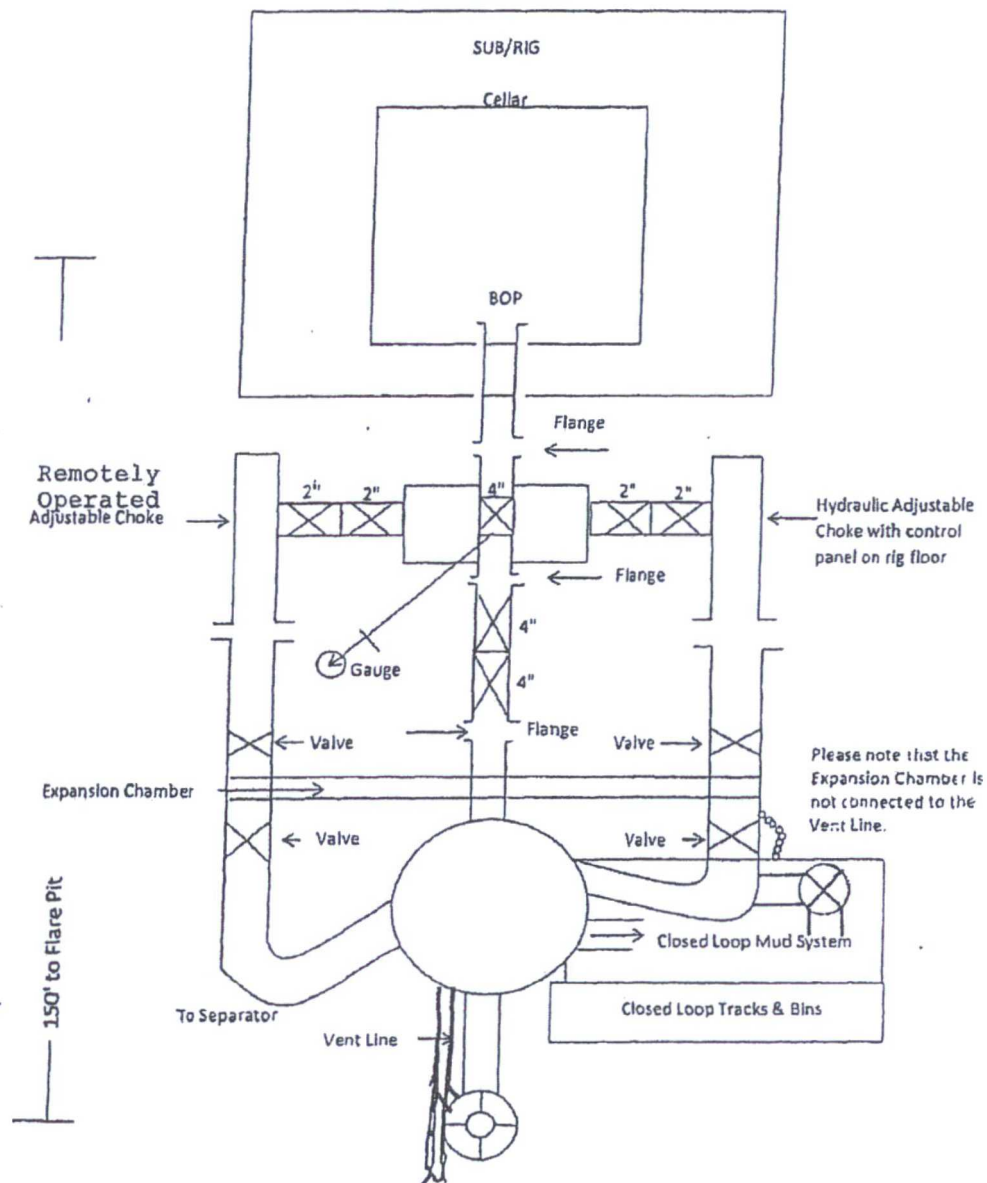 SUB/RIG
Cellar
BOP
Flange
Remotely
Operated
Adjustable Choke
2"
2"
4"
2"
2"
Hydraulic Adjustable
Choke with control
panel on rig floor
Flange
4"
Gauge
4"
Flange
Valve
Valve
Please note that the
Expansion Chamber is
not connected to the
Vent Line.
Expansion Chamber
Valve
Valve
150' to Flare Pit
Closed Loop Mud System
To Separator
Closed Loop Tracks & Bins
Vent Line